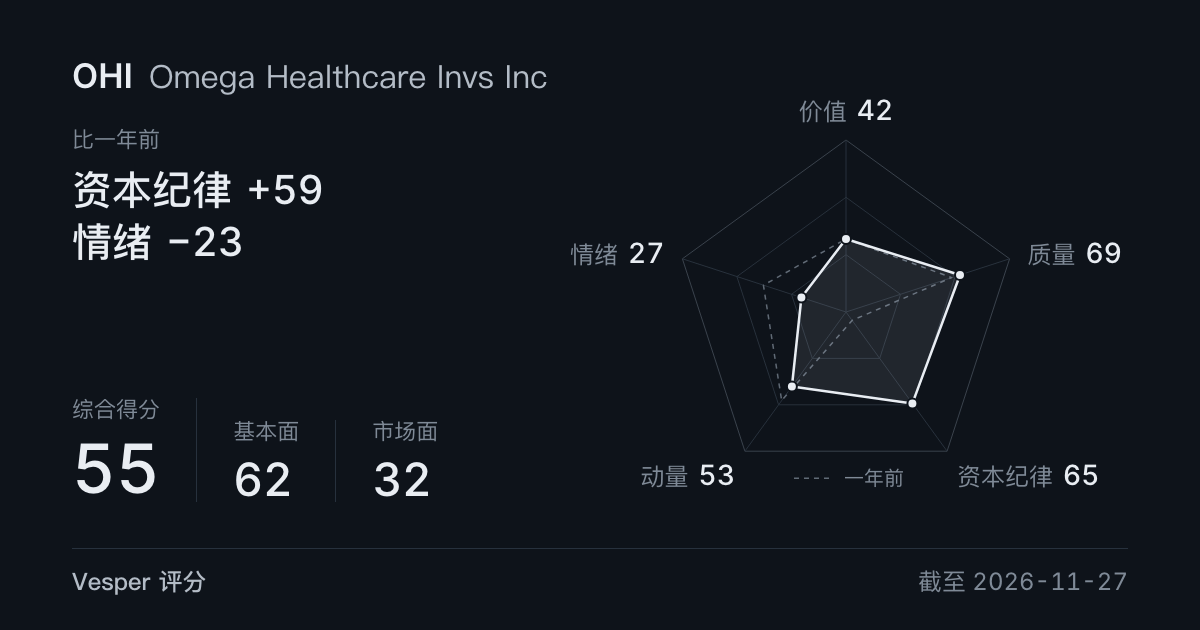 OHI Omega Healthcare Invs Inc
比一年前
资本纪律 +59
情绪 −23
综合得分
55
基本面
62
市场面
32
价值 42
情绪 27
质量 69
动量 53
一年前
资本纪律 65
Vesper 评分
截至 2026-11-27